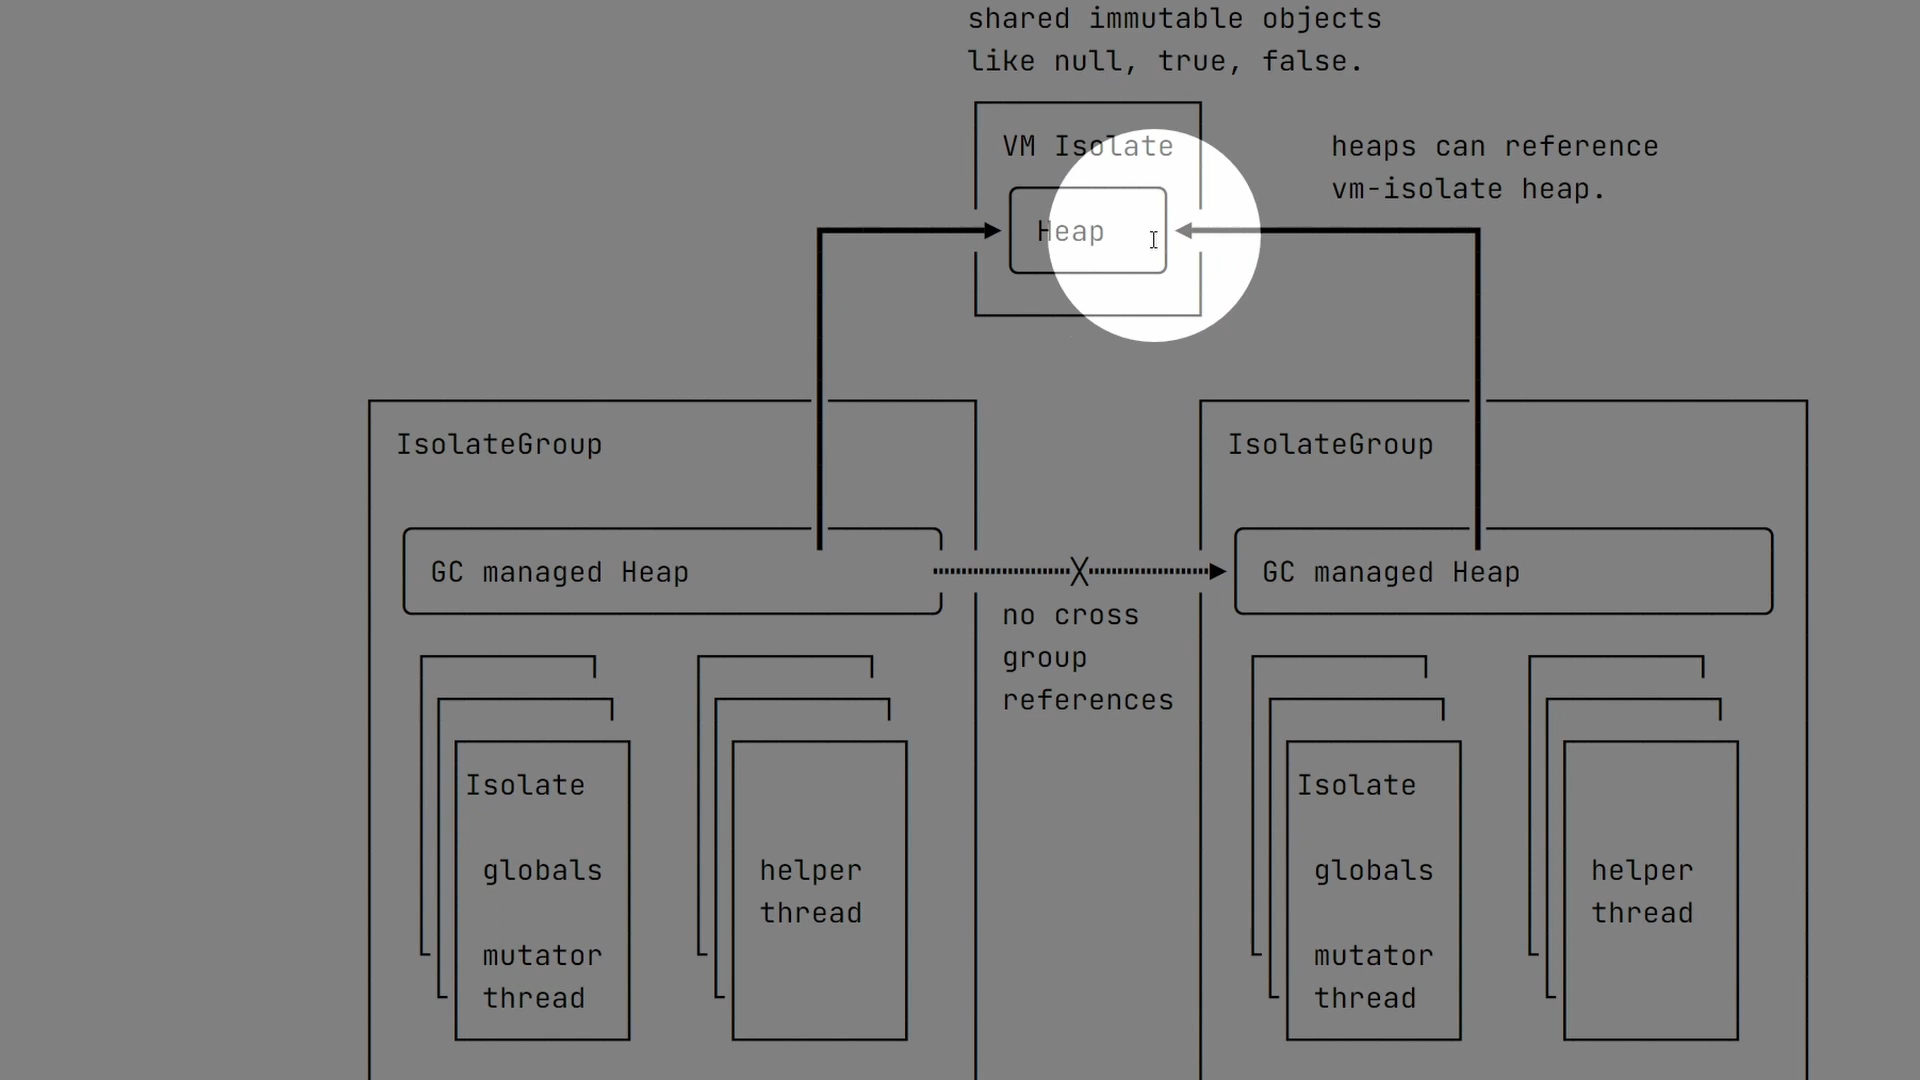 shared immutable objects
like null, true, false.
VM Isolate
heaps can reference
vm-isolate heap.
Heap
IsolateGroup
IsolateGroup
GC managed Heap
X
GC managed Heap
no cross
group
references
Isolate
globals
mutator
thread
helper
thread
Isolate
globals
mutator
thread
helper
thread